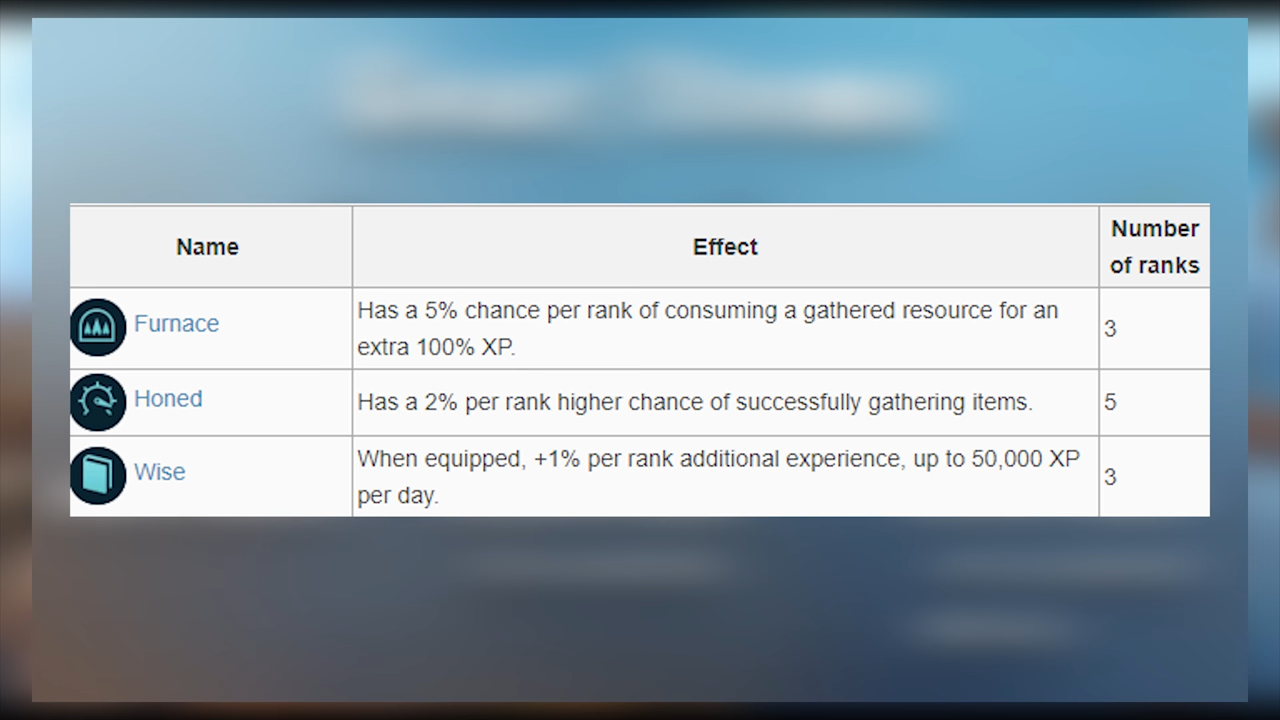 Name Effect Number
of ranks
Furnace Has a 5% chance per rank of consuming a gathered resource for an
extra 100% XP. 3
Honed Has a 2% per rank higher chance of successfully gathering items. 5
Wise When equipped, +1% per rank additional experience, up to 50,000 XP
per day. 3